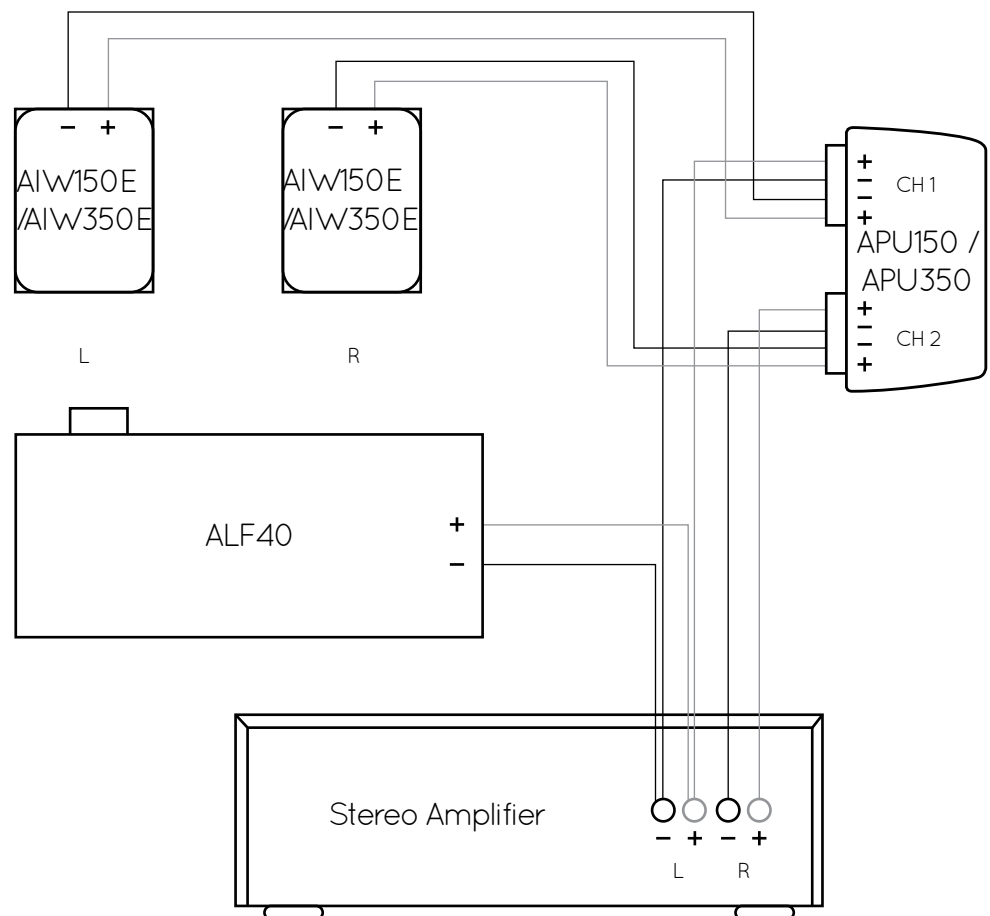 − +
AIW150E
/AIW350E
− +
AIW150E
/AIW350E
L
R
+
−
−
+
CH 1
APU150 /
APU350
+
−
−
+
CH 2
ALF40
+
−
Stereo Amplifier
− + − +
L R